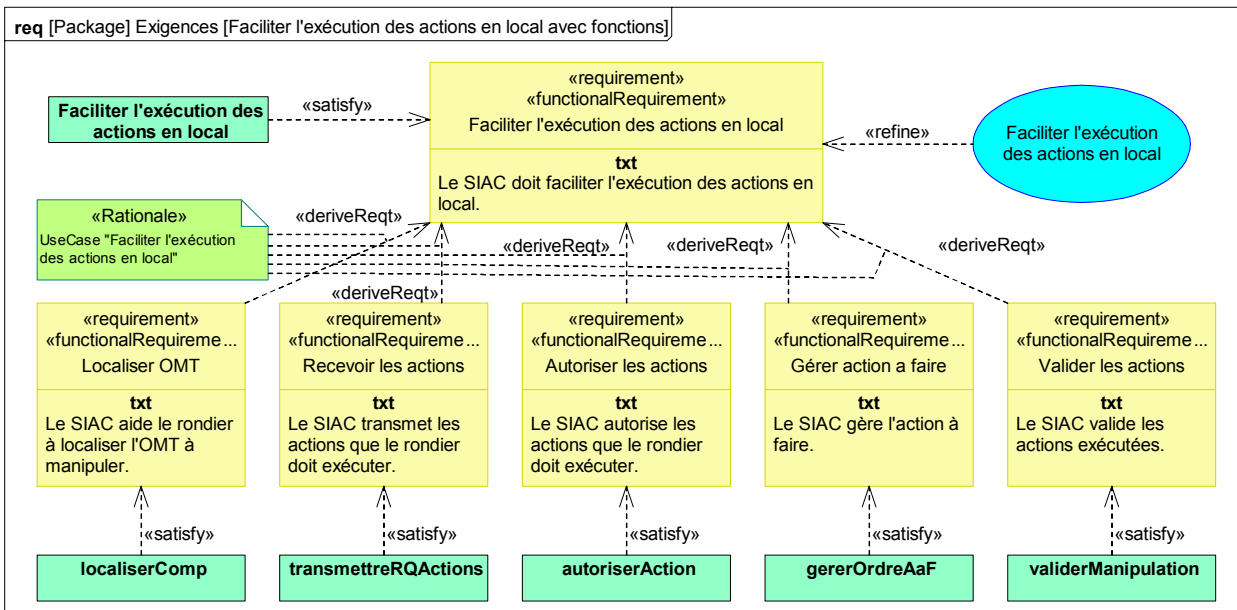 req [Package] Exigences [Faciliter l'exécution des actions en local avec fonctions]
«requirement»
«functionalRequirement»
Faciliter l'exécution des actions en local
txt
Le SIAC doit faciliter l'exécution des actions en
local.
Faciliter l'exécution des
actions en local
«satisfy»
«refine»
Faciliter l'exécution
des actions en local
«Rationale»
UseCase "Faciliter l'exécution
des actions en local"
«deriveReqt»
«deriveReqt»
«deriveReqt»
«deriveReqt»
«deriveReqt»
«requirement»
«functionalRequireme...
Localiser OMT
txt
Le SIAC aide le rondier
à localiser l'OMT à
manipuler.
«requirement»
«functionalRequireme...
Recevoir les actions
txt
Le SIAC transmet les
actions que le rondier
doit exécuter.
«requirement»
«functionalRequireme...
Autoriser les actions
txt
Le SIAC autorise les
actions que le rondier
doit exécuter.
«requirement»
«functionalRequireme...
Gérer action a faire
txt
Le SIAC gère l'action à
faire.
«requirement»
«functionalRequireme...
Valider les actions
txt
Le SIAC valide les
actions exécutées.
«satisfy»
«satisfy»
«satisfy»
«satisfy»
«satisfy»
localiserComp
transmettreRQActions
autoriserAction
gererOrdreAaF
validerManipulation